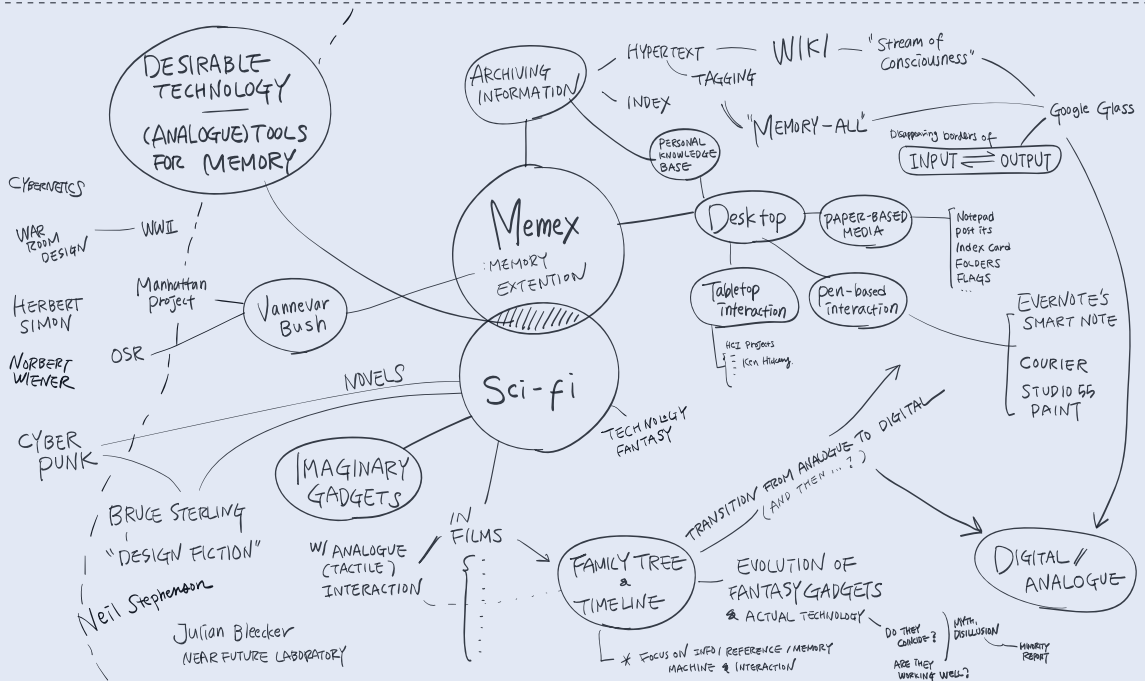 DESIRABLE
TECHNOLOGY
(ANALOGUE) TOOLS
FOR MEMORY
ARCHIVING
INFORMATION
HYPERTEXT
TAGGING
INDEX
WIKI
"Stream of
Consciousness"
"MEMORY-ALL"
Google Glass
Disappearing borders of
INPUT ⇌ OUTPUT
PERSONAL
KNOWLEDGE
BASE
Memex
: MEMORY
EXTENTION
Desktop
PAPER-BASED
MEDIA
Notepad
post its
Index Card
FOLDERS
FLAGS
...
Tabletop
interaction
HCI Projects
pen-based
interaction
EVERNOTE'S
SMART NOTE
COURIER
STUDIO 55
PAINT
CYBERNETICS
WAR
ROOM
DESIGN
WWII
Manhattan
Project
Vannevar
Bush
HERBERT
SIMON
OSR
NORBERT
WIENER
NOVELS
Sci-fi
TECHNOLOGY
FANTASY
CYBER
PUNK
IMAGINARY
GADGETS
BRUCE STERLING
"DESIGN FICTION"
Neil Stephenson
Julian Bleecker
NEAR FUTURE LABORATORY
W/ ANALOGUE
(TACTILE)
INTERACTION
IN
FILMS
FAMILY TREE
&
TIMELINE
TRANSITION FROM ANALOGUE TO DIGITAL
(AND THEN ...?)
EVOLUTION OF
FANTASY GADGETS
& ACTUAL TECHNOLOGY
DO THEY
COINCIDE?
ARE THEY
WORKING WELL?
MYTH,
DISILLUSION
MINORITY
REPORT
* FOCUS ON INFO / REFERENCE / MEMORY
MACHINE & INTERACTION
DIGITAL //
ANALOGUE